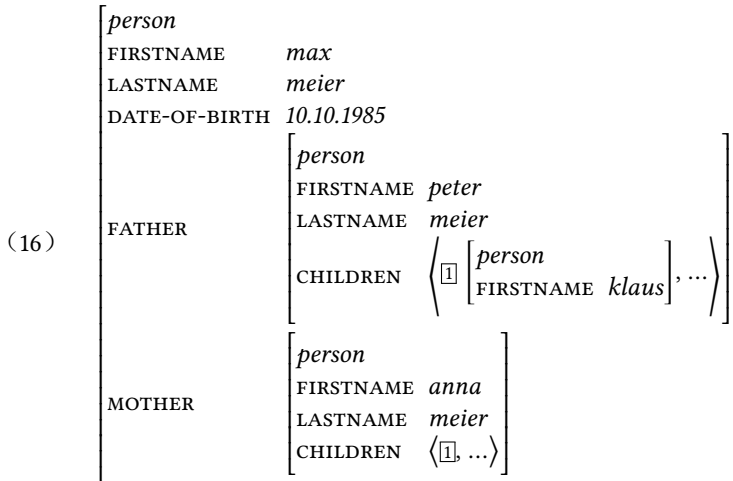 person
FIRSTNAME max
LASTNAME meier
DATE-OF-BIRTH 10.10.1985
person
FIRSTNAME peter
LASTNAME meier
(16) FATHER
CHILDREN ⟨ 1 [person
FIRSTNAME klaus], … ⟩
person
FIRSTNAME anna
MOTHER
LASTNAME meier
CHILDREN ⟨1, …⟩